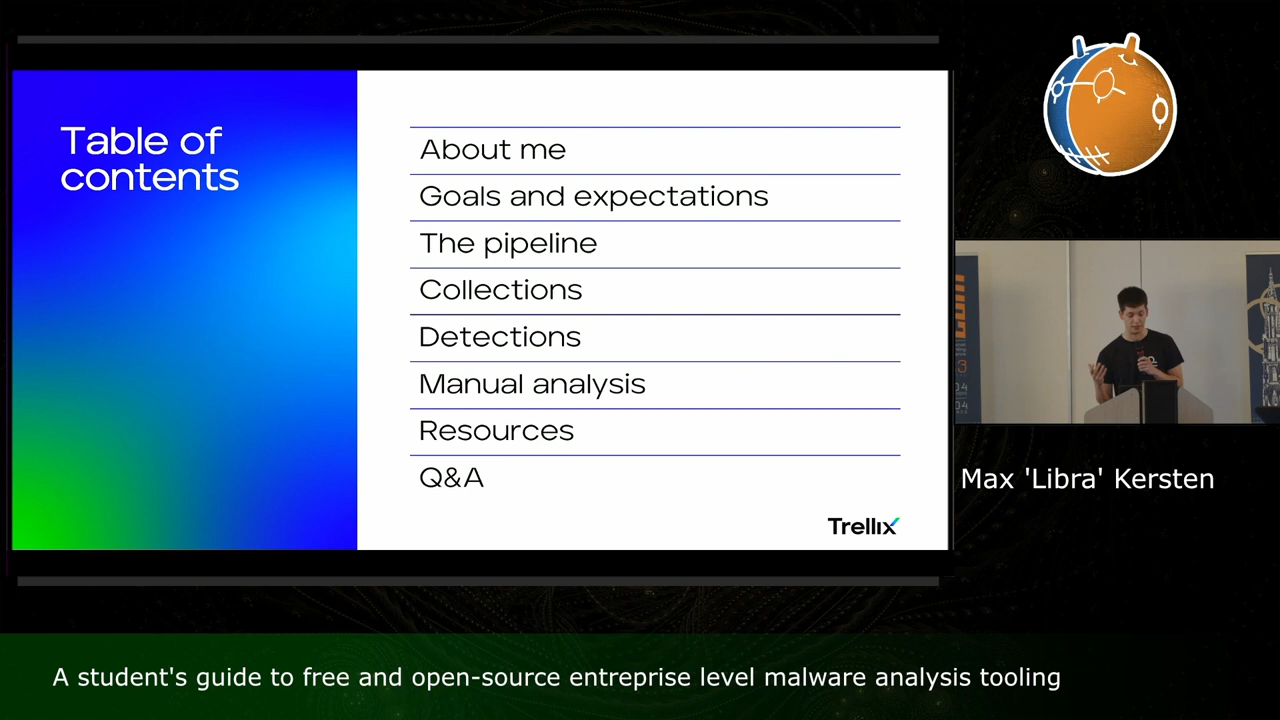 Table of
contents
About me
Goals and expectations
The pipeline
Collections
Detections
Manual analysis
Resources
Q&A
Trellix
Max 'Libra' Kersten
A student's guide to free and open-source entreprise level malware analysis tooling